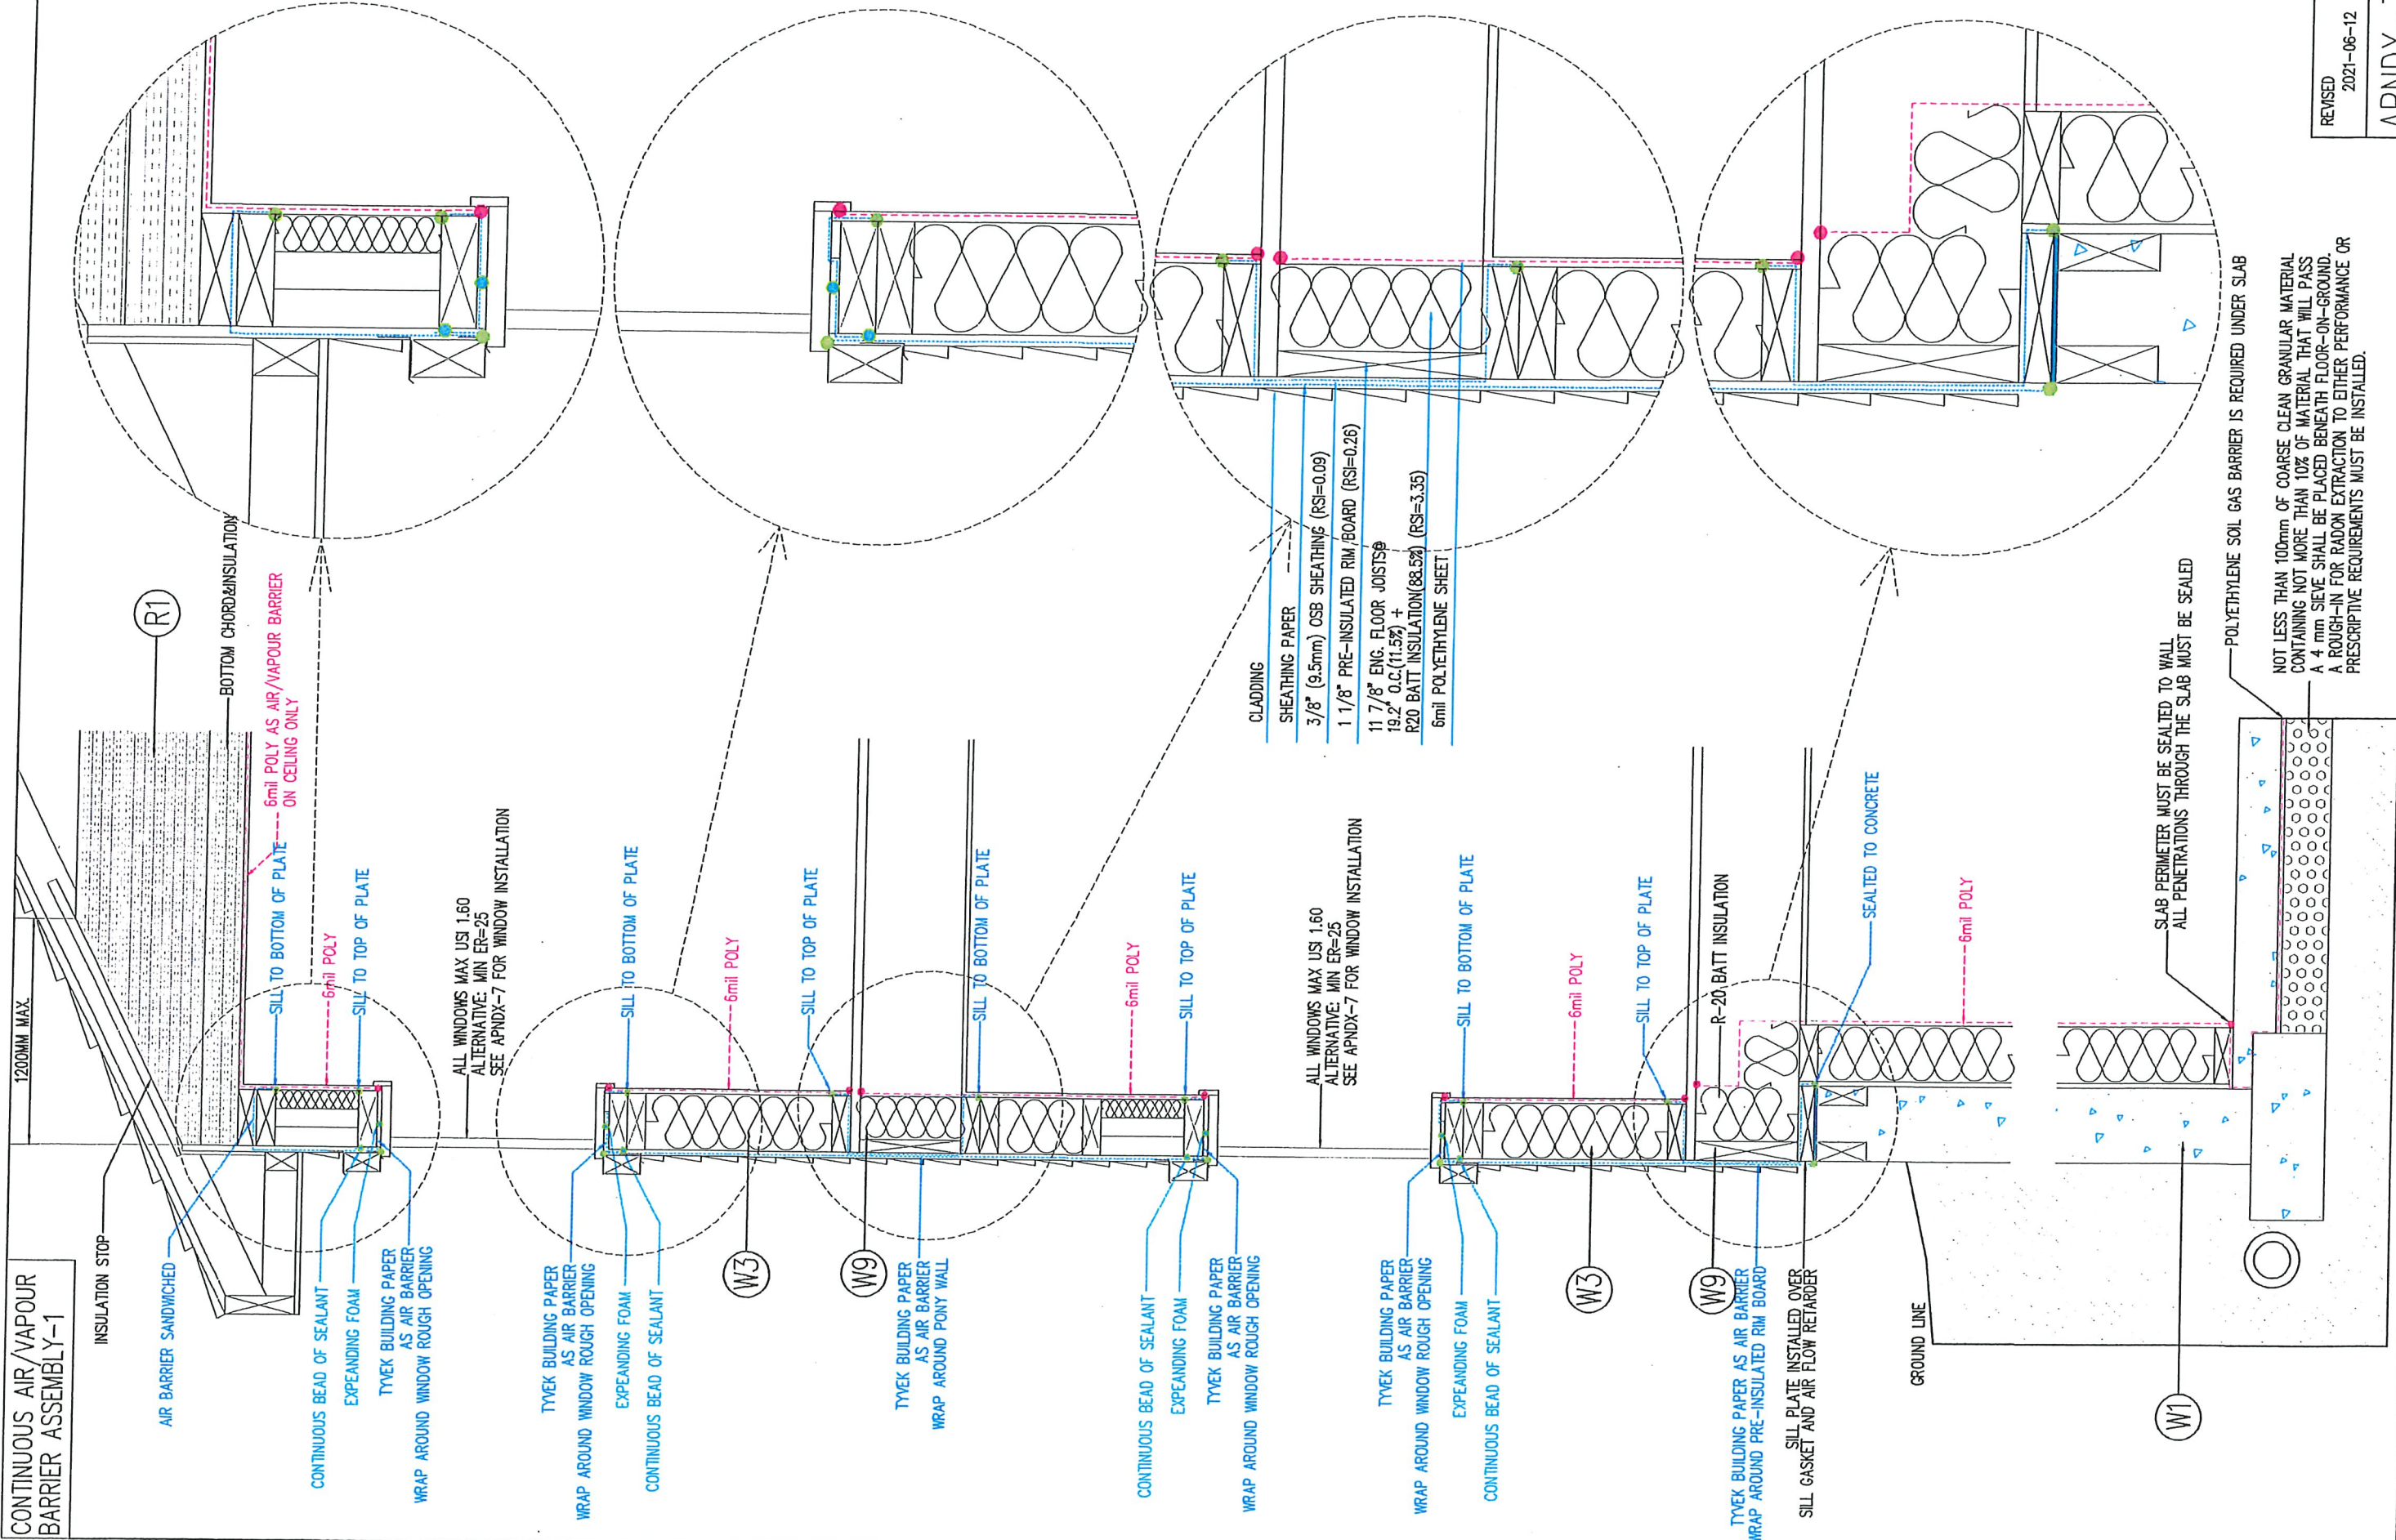 CONTINUOUS AIR/VAPOUR
BARRIER ASSEMBLY-1
1200MM MAX.
INSULATION STOP
AIR BARRIER SANDWICHED
CONTINUOUS BEAD OF SEALANT
EXPEANDING FOAM
TYVEK BUILDING PAPER
AS AIR BARRIER
WRAP AROUND WINDOW ROUGH OPENING
R1
BOTTOM CHORD&INSULATION
6mil POLY AS AIR/VAPOUR BARRIER
ON CEILING ONLY
SILL TO BOTTOM OF PLATE
6mil POLY
SILL TO TOP OF PLATE
ALL WINDOWS MAX USI 1.60
ALTERNATIVE: MIN ER=25
SEE APNDX-7 FOR WINDOW INSTALLATION
TYVEK BUILDING PAPER
AS AIR BARRIER
WRAP AROUND WINDOW ROUGH OPENING
EXPEANDING FOAM
CONTINUOUS BEAD OF SEALANT
SILL TO BOTTOM OF PLATE
W3
6mil POLY
SILL TO TOP OF PLATE
W9
TYVEK BUILDING PAPER
AS AIR BARRIER
WRAP AROUND PONY WALL
SILL TO BOTTOM OF PLATE
6mil POLY
SILL TO TOP OF PLATE
CONTINUOUS BEAD OF SEALANT
EXPEANDING FOAM
TYVEK BUILDING PAPER
AS AIR BARRIER
WRAP AROUND WINDOW ROUGH OPENING
CLADDING
SHEATHING PAPER
3/8" (9.5mm) OSB SHEATHING (RSI=0.09)
1 1/8" PRE-INSULATED RIM BOARD (RSI=0.26)
11 7/8" ENG. FLOOR JOISTS@
19.2" O.C.(11.5%) +
R20 BATT INSULATION(88.5%) (RSI=3.35)
6mil POLYETHYLENE SHEET
ALL WINDOWS MAX USI 1.60
ALTERNATIVE: MIN ER=25
SEE APNDX-7 FOR WINDOW INSTALLATION
TYVEK BUILDING PAPER
AS AIR BARRIER
WRAP AROUND WINDOW ROUGH OPENING
EXPEANDING FOAM
CONTINUOUS BEAD OF SEALANT
SILL TO BOTTOM OF PLATE
W3
6mil POLY
SILL TO TOP OF PLATE
W9
R-20 BATT INSULATION
TYVEK BUILDING PAPER AS AIR BARRIER
WRAP AROUND PRE-INSULATED RIM BOARD
SILL PLATE INSTALLED OVER
SILL GASKET AND AIR FLOW RETARDER
SEALTED TO CONCRETE
GROUND LINE
6mil POLY
W1
SLAB PERIMETER MUST BE SEALTED TO WALL
ALL PENETRATIONS THROUGH THE SLAB MUST BE SEALED
POLYETHYLENE SOIL GAS BARRIER IS REQUIRED UNDER SLAB
NOT LESS THAN 100mm OF COARSE CLEAN GRANULAR MATERIAL
CONTAINING NOT MORE THAN 10% OF MATERIAL THAT WILL PASS
A 4 mm SIEVE SHALL BE PLACED BENEATH FLOOR-ON-GROUND.
A ROUGH-IN FOR RADON EXTRACTION TO EITHER PERFORMANCE OR
PRESCRIPTIVE REQUIREMENTS MUST BE INSTALLED.
REVISED
2021-06-12